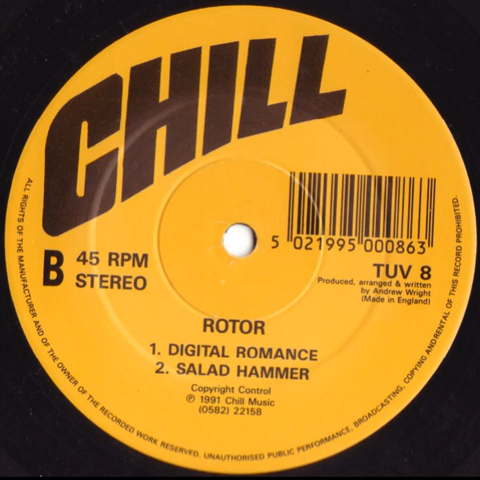 CHILL
5 021995 000863
B
45 RPM
STEREO
TUV 8
Produced, arranged & written
by Andrew Wright
(Made in England)
ROTOR
1. DIGITAL ROMANCE
2. SALAD HAMMER
Copyright Control
℗ 1991 Chill Music
(0582) 22158
ALL RIGHTS OF THE MANUFACTURER AND OF THE OWNER OF THE RECORDED WORK RESERVED. UNAUTHORISED PUBLIC PERFORMANCE, BROADCASTING, COPYING AND RENTAL OF THIS RECORD PROHIBITED.